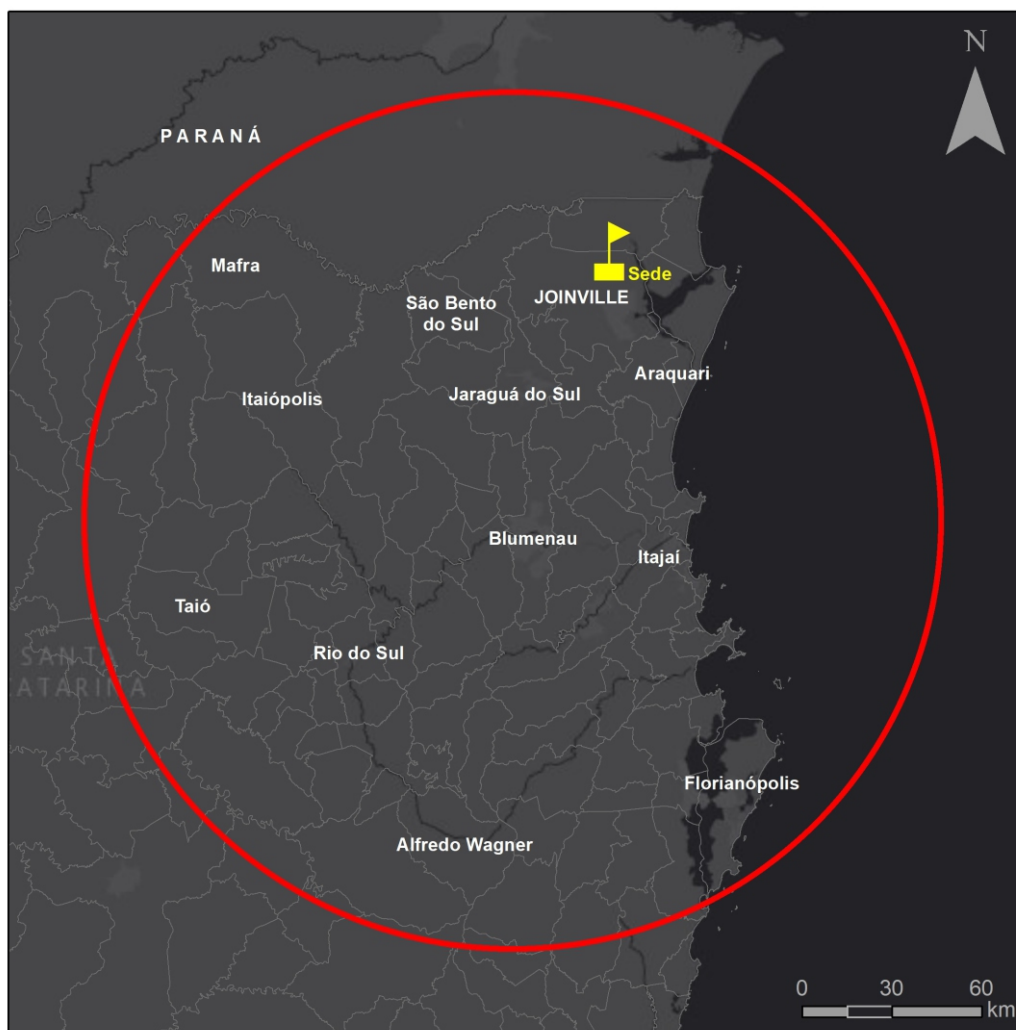 N
PARANÁ
Mafra
Sede
São Bento
do Sul
JOINVILLE
Araquari
Itaiópolis
Jaraguá do Sul
Blumenau
Itajaí
Taió
Rio do Sul
SANTA
ATARINA
Florianópolis
Alfredo Wagner
0 30 60
km